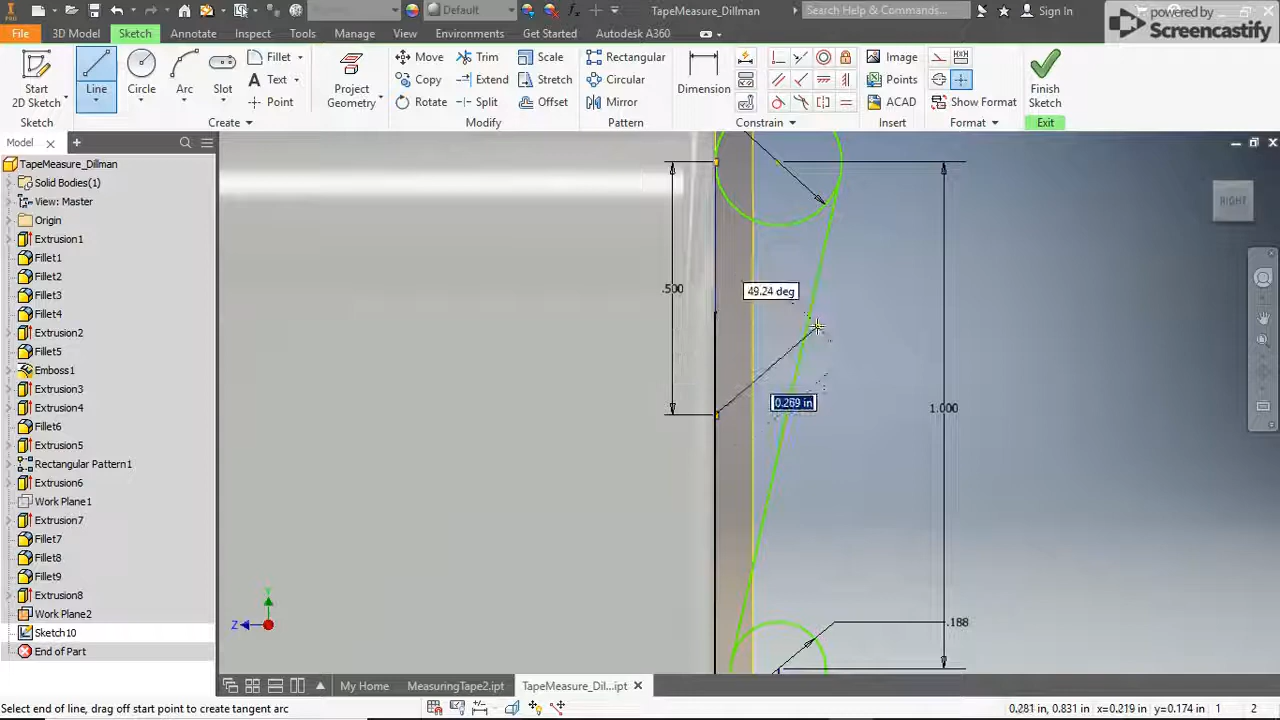 PRO
Default
TapeMeasure_Dillman
Search Help & Commands...
Sign In
powered by
Screencastify
File
3D Model
Sketch
Annotate
Inspect
Tools
Manage
View
Environments
Get Started
Autodesk A360
Start
2D Sketch
Line
Circle
Arc
Slot
Fillet
Text
Point
Project
Geometry
Move
Copy
Rotate
Trim
Extend
Split
Scale
Stretch
Offset
Rectangular
Circular
Mirror
Dimension
Image
Points
ACAD
Show Format
Finish
Sketch
Sketch
Create
Modify
Pattern
Constrain
Insert
Format
Exit
Model
TapeMeasure_Dillman
Solid Bodies(1)
View: Master
Origin
Extrusion1
Fillet1
Fillet2
Fillet3
Fillet4
Extrusion2
Fillet5
Emboss1
Extrusion3
Extrusion4
Fillet6
Extrusion5
Rectangular Pattern1
Extrusion6
Work Plane1
Extrusion7
Fillet7
Fillet8
Fillet9
Extrusion8
Work Plane2
Sketch10
End of Part
RIGHT
.500
49.24 deg
0.269 in
1.000
.188
Y
Z
My Home
MeasuringTape2.ipt
TapeMeasure_Dil...ipt
Select end of line, drag off start point to create tangent arc
0.281 in, 0.831 in
x=0.219 in
y=0.174 in
1
2